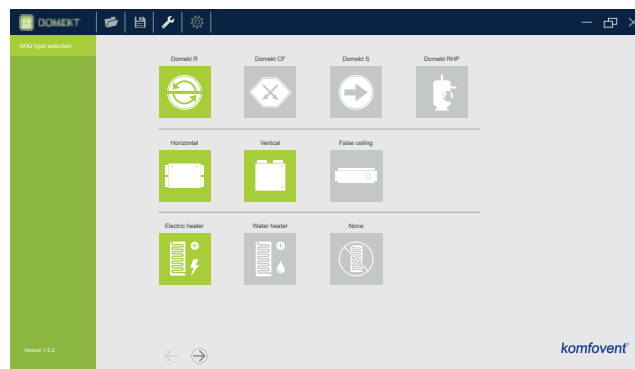 DOMEKT
AHU type selection
Domekt R Domekt CF Domekt S Domekt RHP
Horizontal Vertical False ceiling
Electric heater Water heater None
Version 1.5.2
komfovent®